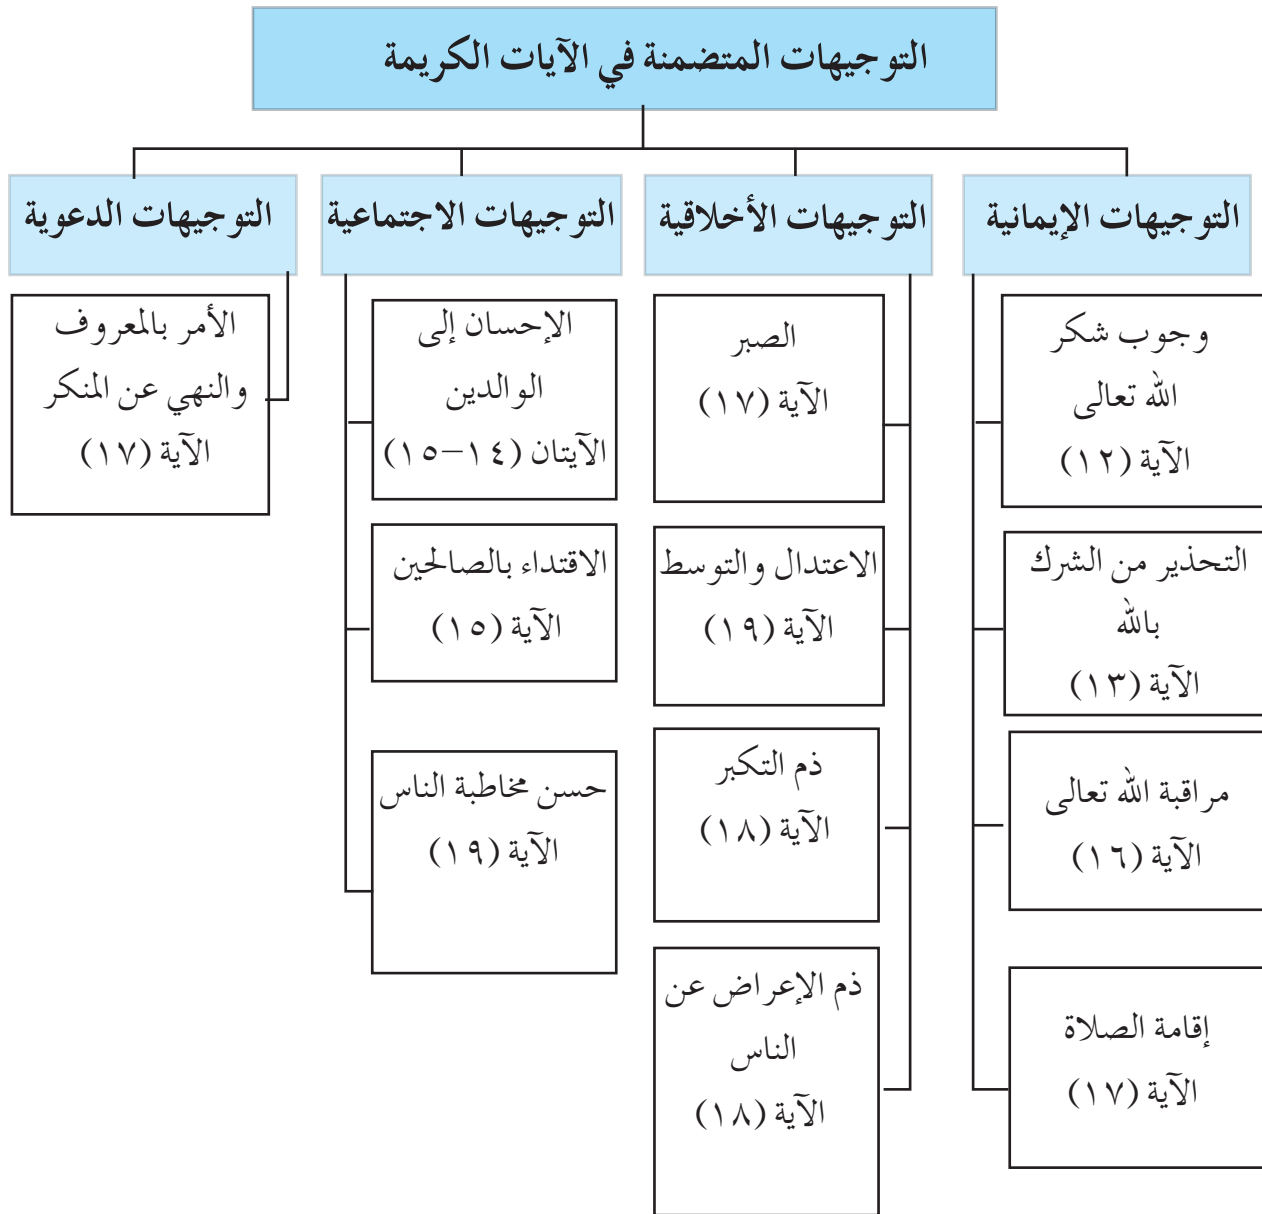 التوجيهات المتضمنة في الآيات الكريمة
التوجيهات الإيمانية
وجوب شكر
الله تعالى
الآية (١٢)
التحذير من الشرك
بالله
الآية (١٣)
مراقبة الله تعالى
الآية (١٦)
إقامة الصلاة
الآية (١٧)
التوجيهات الأخلاقية
الصبر
الآية (١٧)
الاعتدال والتوسط
الآية (١٩)
ذم التكبر
الآية (١٨)
ذم الإعراض عن
الناس
الآية (١٨)
التوجيهات الاجتماعية
الإحسان إلى
الوالدين
الآيتان (١٤-١٥)
الاقتداء بالصالحين
الآية (١٥)
حسن مخاطبة الناس
الآية (١٩)
التوجيهات الدعوية
الأمر بالمعروف
والنهي عن المنكر
الآية (١٧)